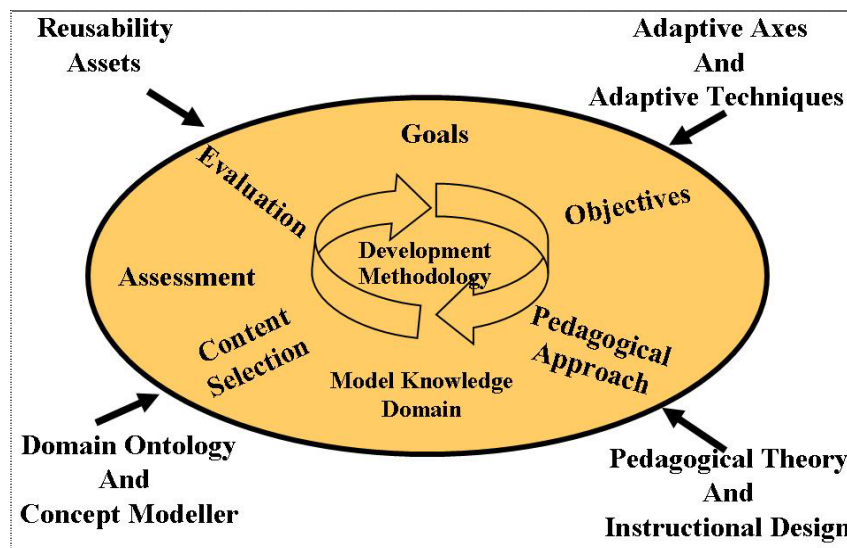 Reusability
Assets
Adaptive Axes
And
Adaptive Techniques
Goals
Evaluation
Objectives
Development
Methodology
Assessment
Content
Selection
Pedagogical
Approach
Model Knowledge
Domain
Domain Ontology
And
Concept Modeller
Pedagogical Theory
And
Instructional Design